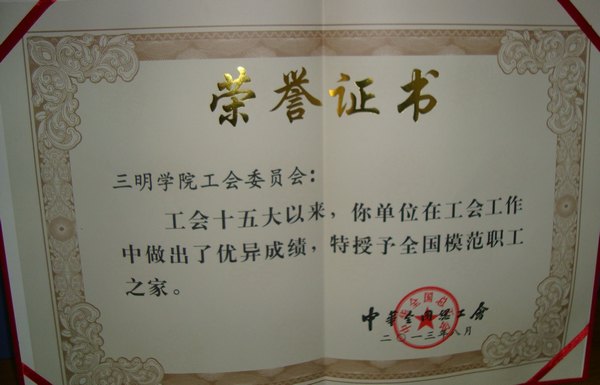 荣誉证书
三明学院工会委员会：
工会十五大以来，你单位在工会工作
中做出了优异成绩，特授予全国模范职工
之家。
中华全国总工会
二〇一三年八月